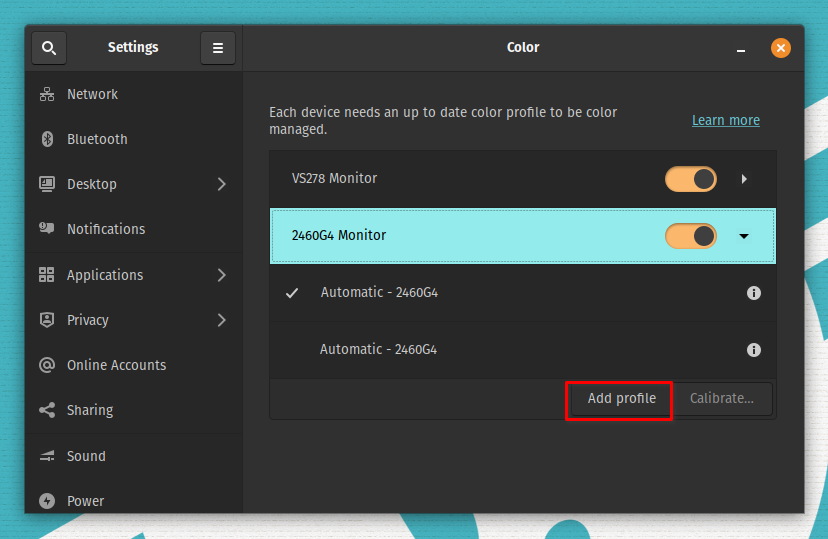 Settings
Color
Network
Bluetooth
Desktop
Notifications
Applications
Privacy
Online Accounts
Sharing
Sound
Power
Each device needs an up to date color profile to be color
managed.
Learn more
VS278 Monitor
2460G4 Monitor
Automatic - 2460G4
Automatic - 2460G4
Add profile
Calibrate...